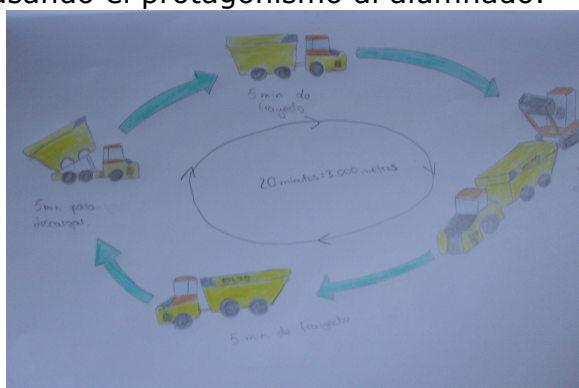 asando el protagonismo al alumnado.
5 min de
trayecto
20 minutos : 3.000 metros
5 min para
descargar
5 min de trayecto